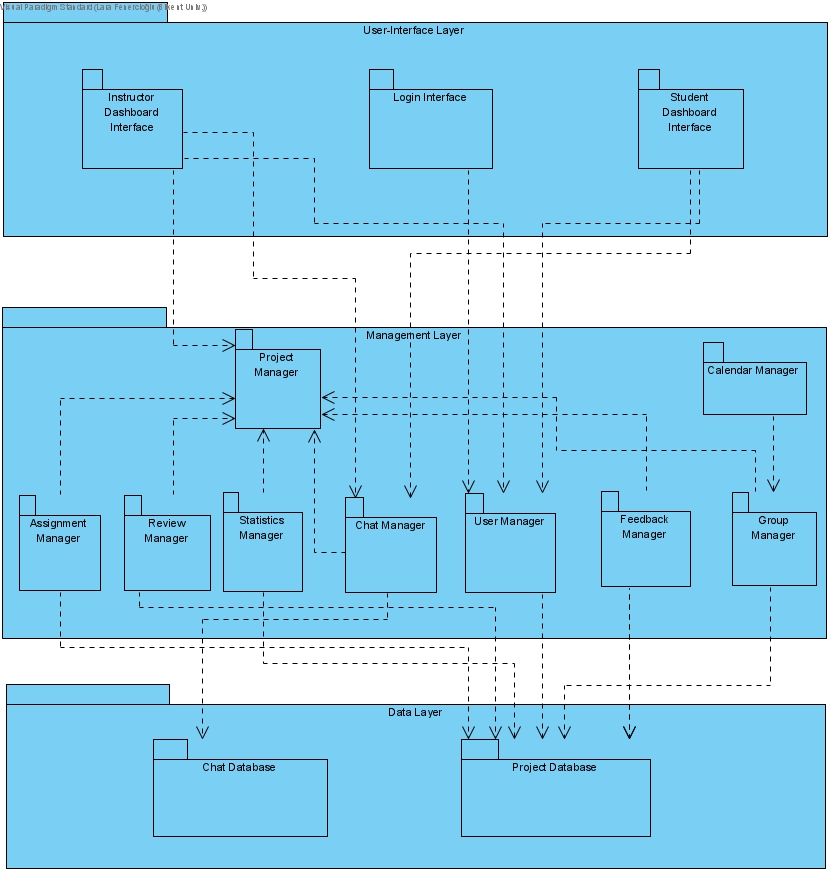 Visual Paradigm Standard (Lara Fenercioğlu (Bilkent Univ.))
User-Interface Layer
Instructor
Dashboard
Interface
Login Interface
Student
Dashboard
Interface
Management Layer
Project
Manager
Calendar Manager
Assignment
Manager
Review
Manager
Statistics
Manager
Chat Manager
User Manager
Feedback
Manager
Group
Manager
Data Layer
Chat Database
Project Database